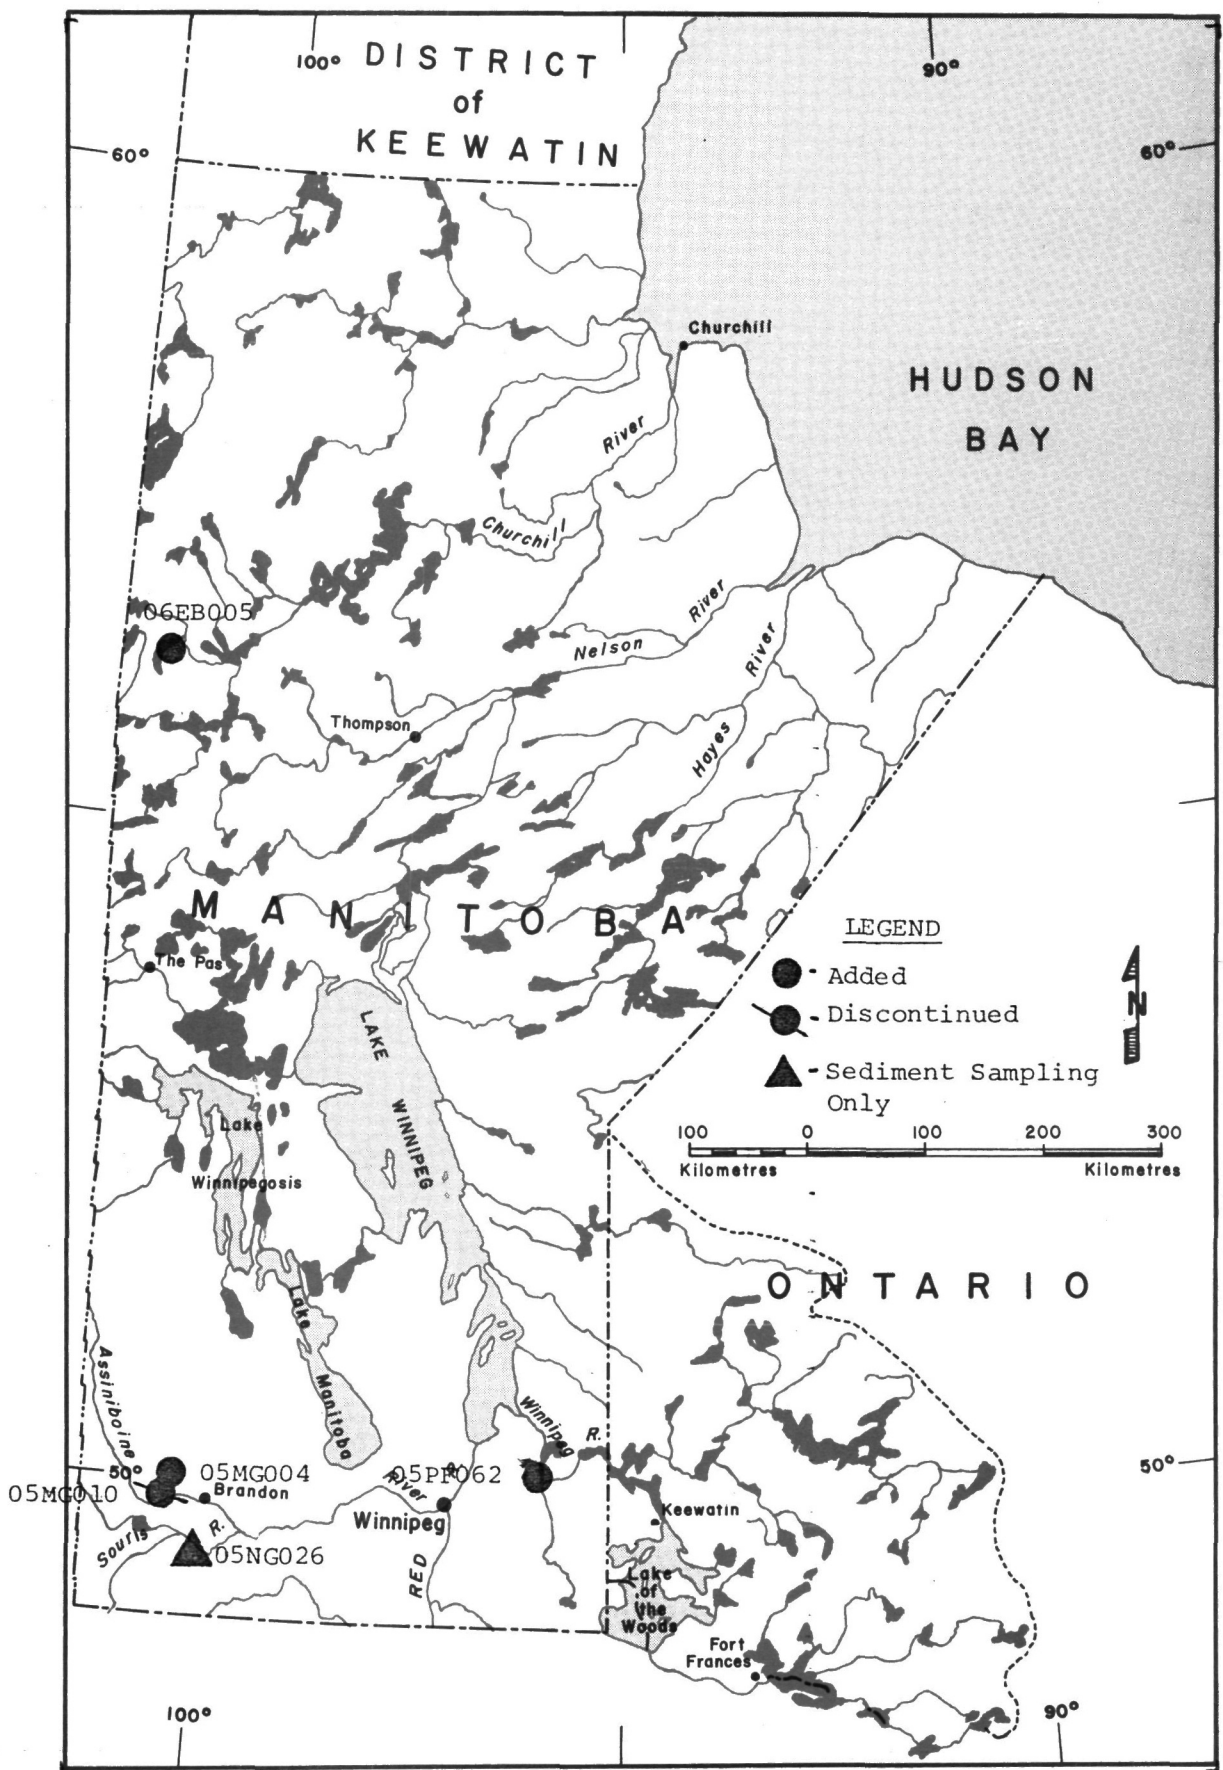 100°
DISTRICT
of
KEEWATIN
90°
60°
60°
Churchill
HUDSON
BAY
River
Churchill
06EB005
River
Nelson
River
Thompson
Hayes
MANITOBA
The Pas
LEGEND
- Added
- Discontinued
- Sediment Sampling
Only
N
LAKE
WINNIPEG
Lake
Winnipegosis
100 0 100 200 300
Kilometres Kilometres
ONTARIO
Lake
Manitoba
Assiniboine
Winnipeg
R.
50°
05MG004
05PF062
50°
05MG010
Brandon
River
R.
Keewatin
Winnipeg
Souris
R.
05NG026
RED
Lake
of
the
Woods
Fort
Frances
100°
90°